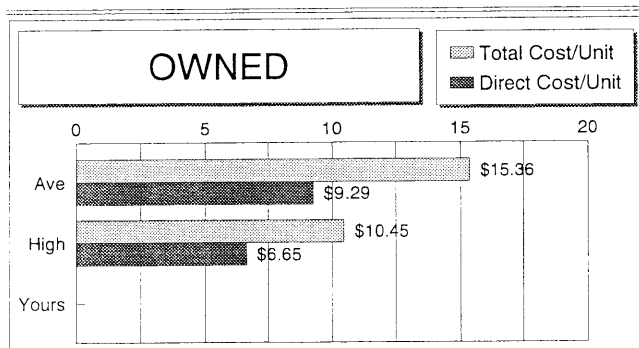 OWNED
Total Cost/Unit
Direct Cost/Unit
0 5 10 15 20
Ave $15.36
$9.29
High $10.45
$6.65
Yours